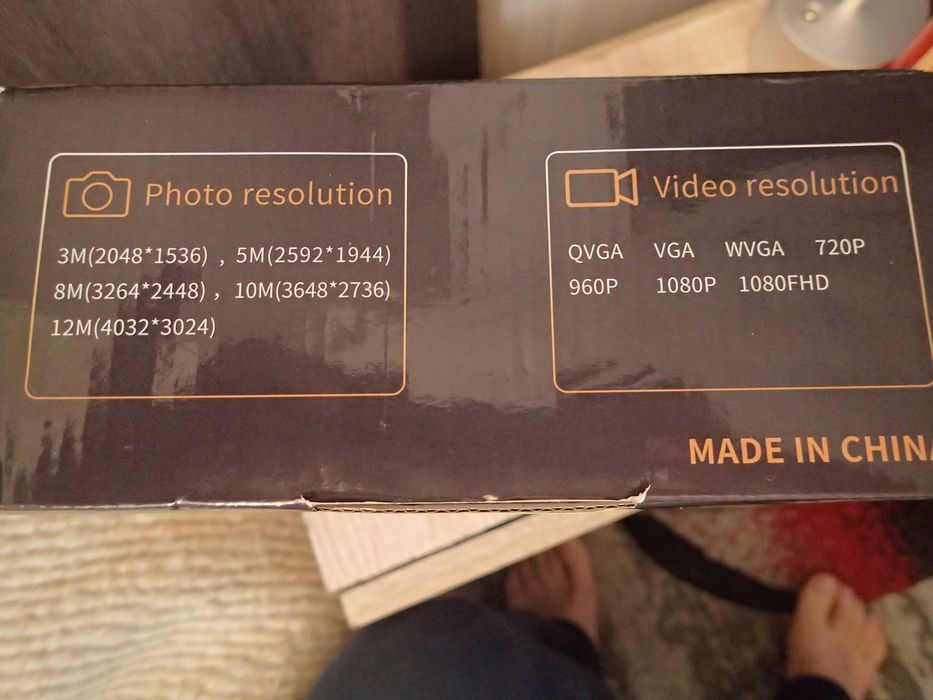 Photo resolution
3M(2048*1536) , 5M(2592*1944)
8M(3264*2448) , 10M(3648*2736)
12M(4032*3024)
Video resolution
QVGA VGA WVGA 720P
960P 1080P 1080FHD
MADE IN CHINA